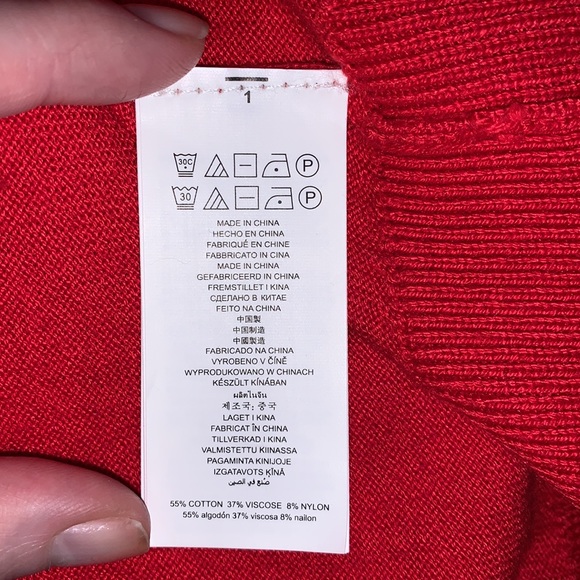 1
30C P
30 P
MADE IN CHINA
HECHO EN CHINA
FABRIQUÉ EN CHINE
FABBRICATO IN CINA
MADE IN CHINA
GEFABRICEERD IN CHINA
FREMSTILLET I KINA
СДЕЛАНО В КИТАЕ
FEITO NA CHINA
中国製
中国制造
中國製造
FABRICADO NA CHINA
VYROBENO V ČÍNĚ
WYPRODUKOWANO W CHINACH
KÉSZÜLT KÍNÁBAN
ผลิตในจีน
제조국: 중국
LAGET I KINA
FABRICAT ÎN CHINA
TILLVERKAD I KINA
VALMISTETTU KIINASSA
PAGAMINTA KINIJOJE
IZGATAVOTS ĶĪNĀ
صنع في الصين
55% COTTON 37% VISCOSE 8% NYLON
55% algodón 37% viscosa 8% nailon